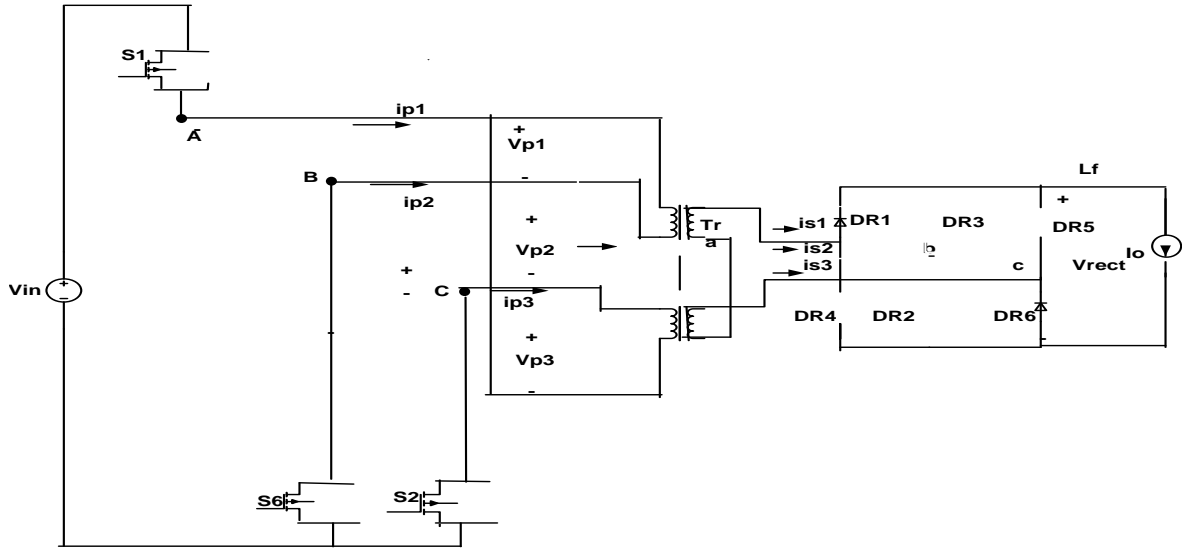 S1
A
ip1
+
Vp1
-
B
ip2
+
Vp2
-
+
-
Vin
+
-
C
ip3
+
Vp3
-
Tr
a
is1
is2
is3
DR1
DR3
DR5
DR4
DR2
DR6
c
Lf
+
Vrect
-
Io
S6
S2